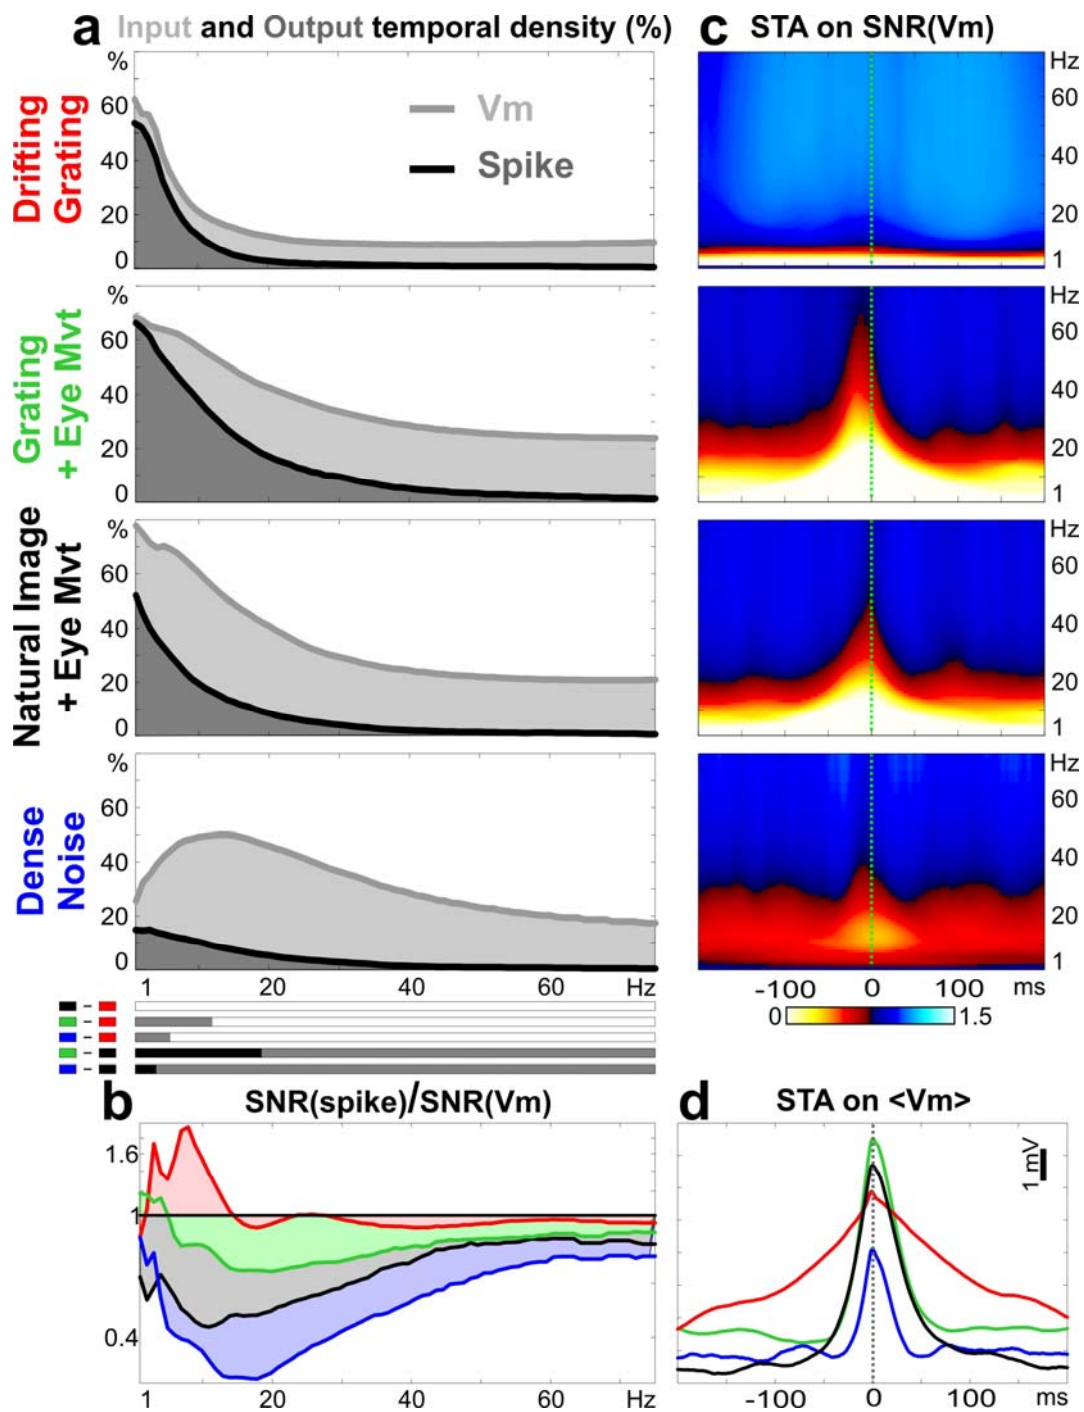 a Input and Output temporal density (%)
c STA on SNR(Vm)
Drifting
Grating
%
60
40
20
0
Vm
Spike
Hz
60
40
20
1
Grating
+ Eye Mvt
%
60
40
20
0
Hz
60
40
20
1
Natural Image
+ Eye Mvt
%
60
40
20
0
Hz
60
40
20
1
Dense
Noise
%
60
40
20
0
1 20 40 60 Hz
Hz
60
40
20
1
-100 0 100 ms
0 1.5
-
-
-
-
-
b SNR(spike)/SNR(Vm)
1.6
1
0.4
1 20 40 60 Hz
d STA on <Vm>
1 mV
-100 0 100 ms